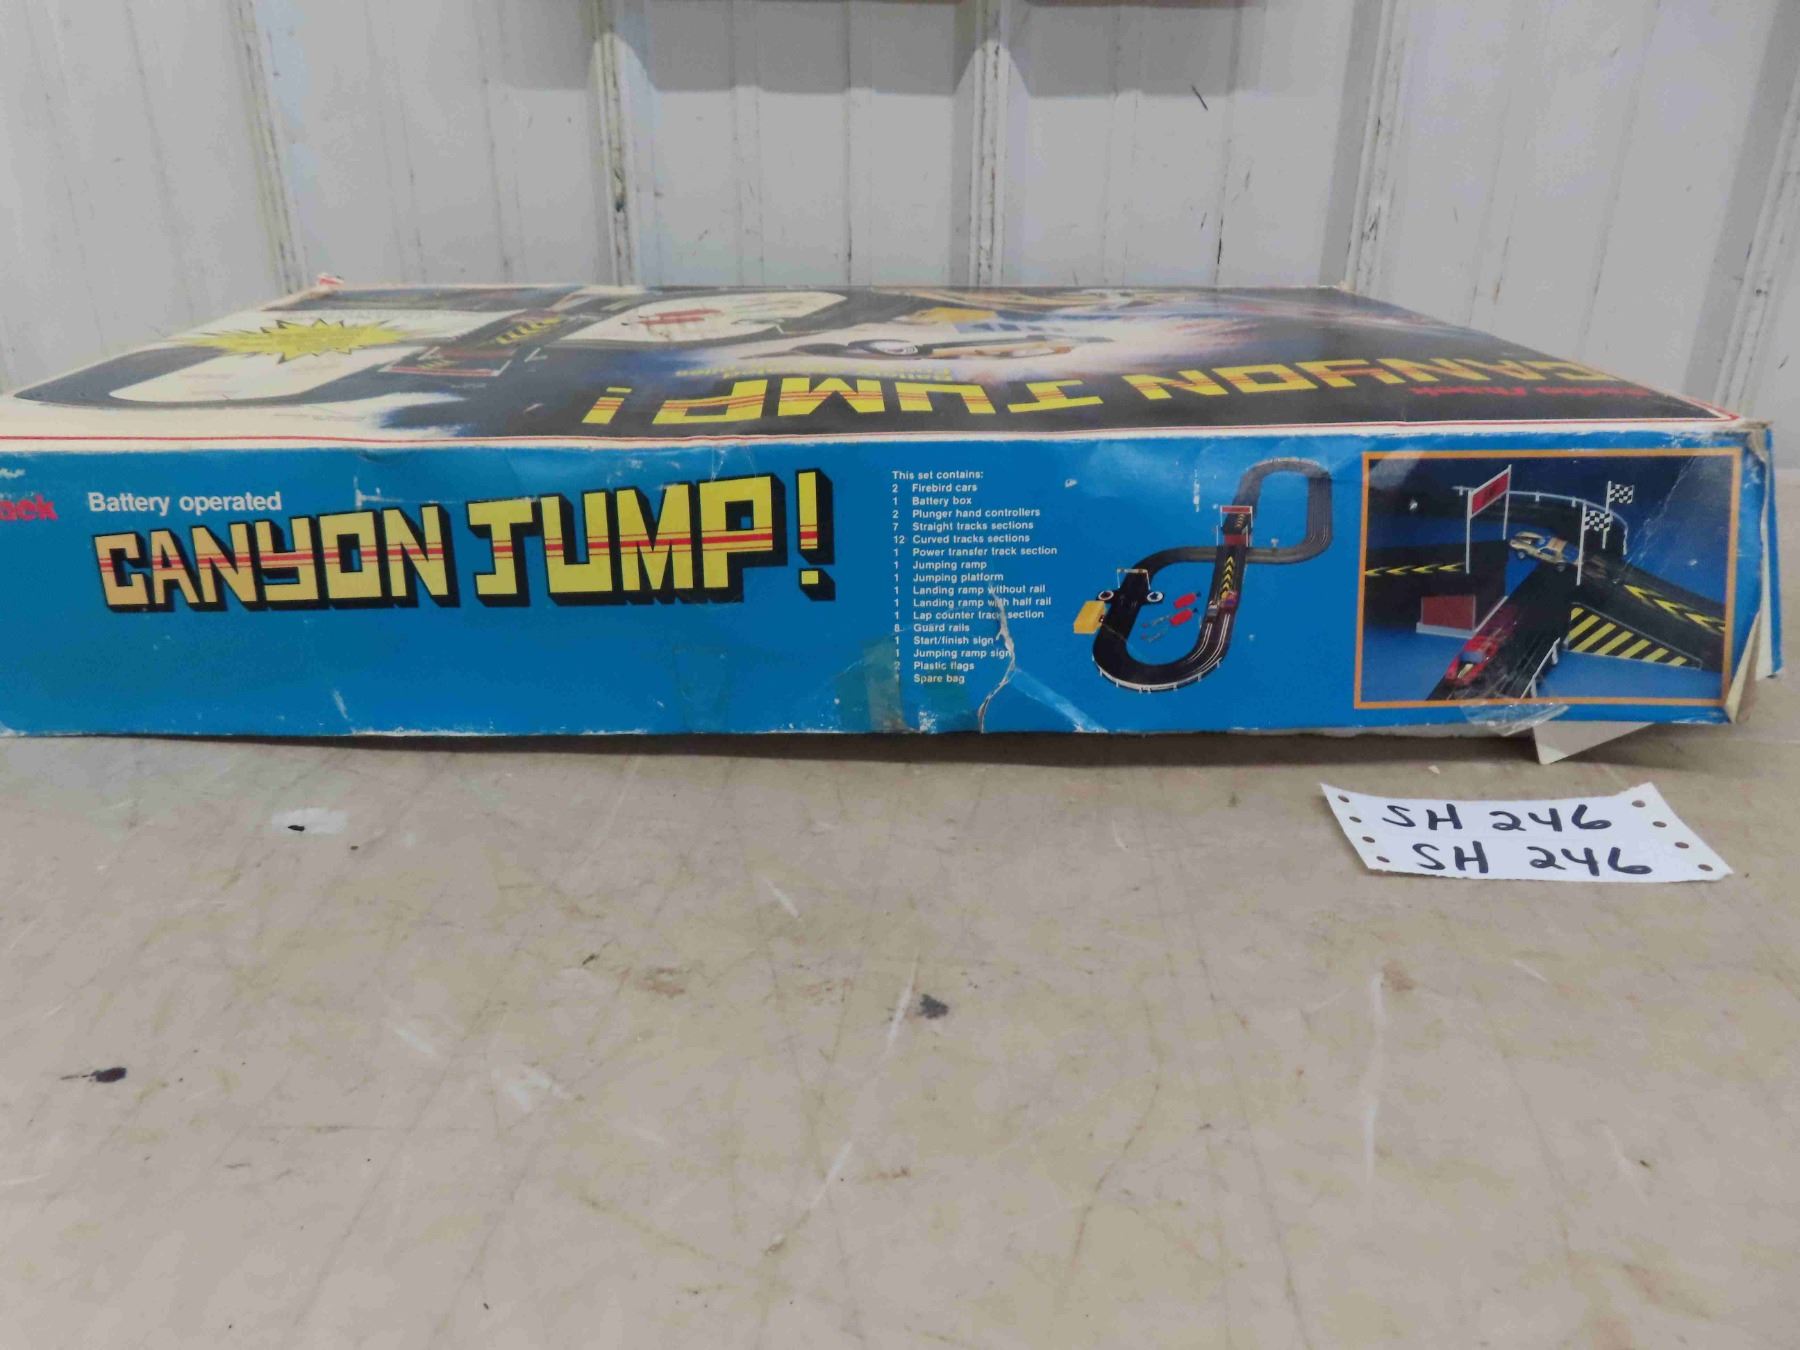 CANYON JUMP!
Battery operated
CANYON JUMP!
This set contains:
2 Firebird cars
1 Battery box
2 Plunger hand controllers
7 Straight tracks sections
12 Curved tracks sections
1 Power transfer track section
1 Jumping ramp
1 Jumping platform
1 Landing ramp without rail
1 Landing ramp with half rail
1 Lap counter track section
8 Guard rails
1 Start/finish sign
1 Jumping ramp sign
2 Plastic flags
Spare bag
SH 246
SH 246